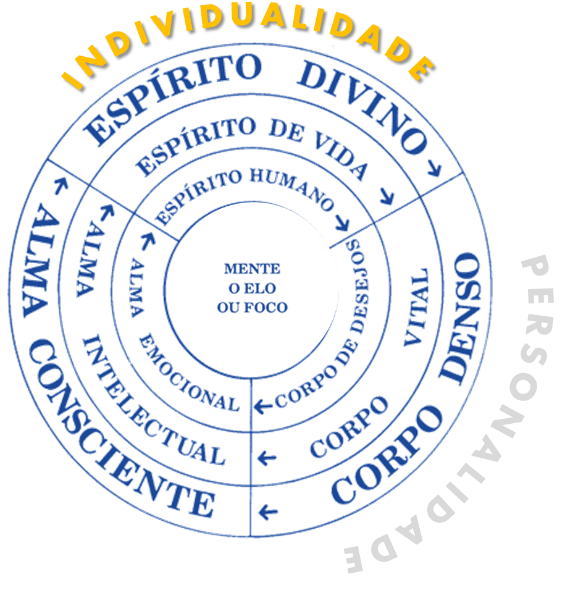 INDIVIDUALIDADE
ESPÍRITO DIVINO
ESPÍRITO DE VIDA
ESPÍRITO HUMANO
MENTE
O ELO
OU FOCO
CORPO DENSO
CORPO VITAL
CORPO DE DESEJOS
ALMA CONSCIENTE
ALMA INTELECTUAL
ALMA EMOCIONAL
PERSONALIDADE